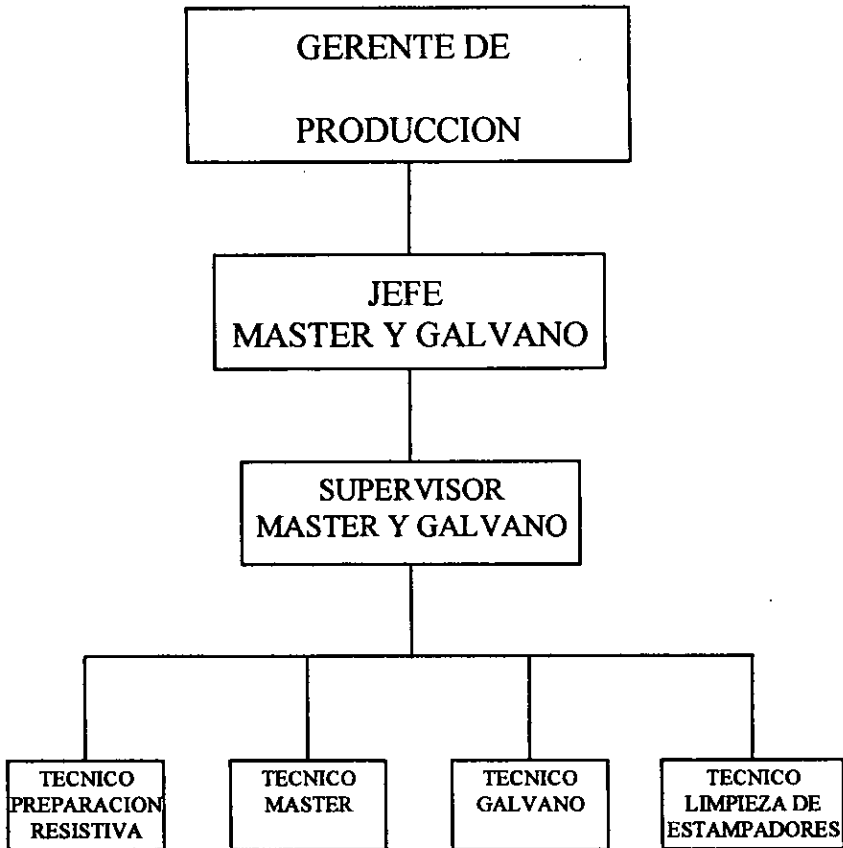 GERENTE DE
PRODUCCION
JEFE
MASTER Y GALVANO
SUPERVISOR
MASTER Y GALVANO
TECNICO
PREPARACION
RESISTIVA
TECNICO
MASTER
TECNICO
GALVANO
TECNICO
LIMPIEZA DE
ESTAMPADORES